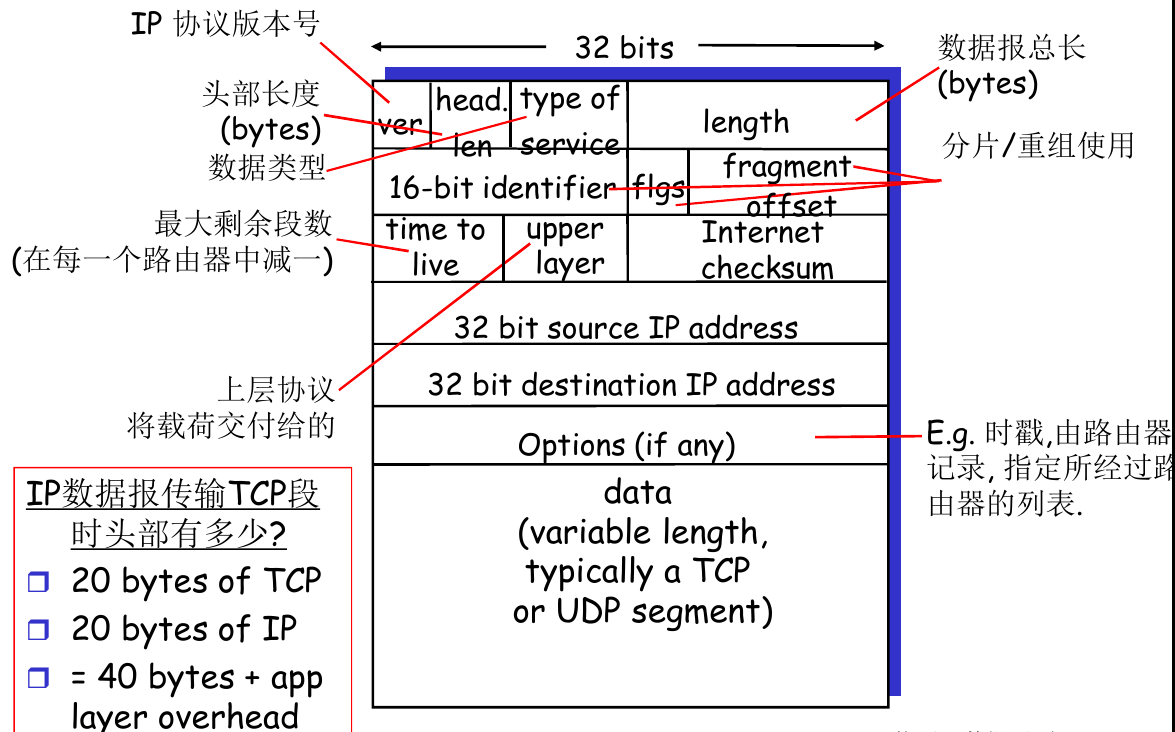 IP 协议版本号
32 bits
数据报总长
(bytes)
头部长度
(bytes)
数据类型
ver
head.
len
type of
service
length
分片/重组使用
16-bit identifier
flgs
fragment
offset
最大剩余段数
(在每一个路由器中减一)
time to
live
upper
layer
Internet
checksum
32 bit source IP address
上层协议
将载荷交付给的
32 bit destination IP address
Options (if any)
E.g. 时戳,由路由器
记录, 指定所经过路
由器的列表.
data
(variable length,
typically a TCP
or UDP segment)
IP数据报传输TCP段
时头部有多少?
20 bytes of TCP
20 bytes of IP
= 40 bytes + app
layer overhead